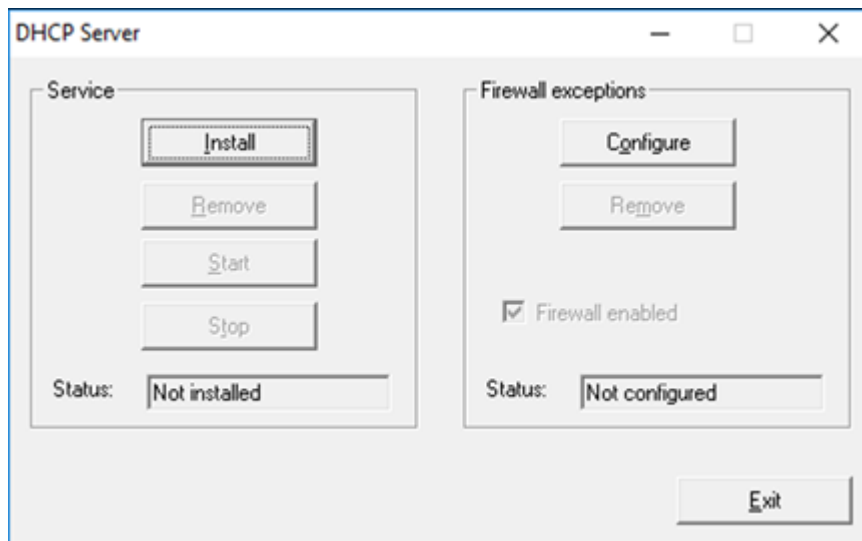 DHCP Server
Service
Install
Remove
Start
Stop
Status: Not installed
Firewall exceptions
Configure
Remove
Firewall enabled
Status: Not configured
Exit